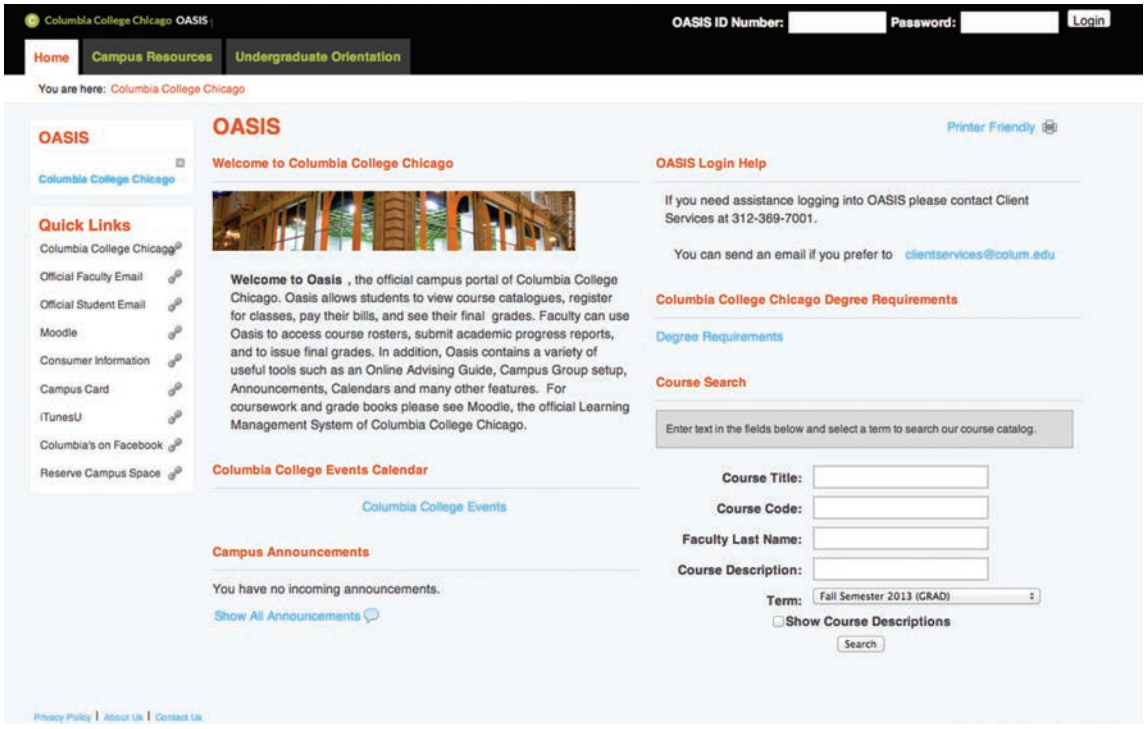 Columbia College Chicago OASIS
OASIS ID Number:
Password:
Login
Home
Campus Resources
Undergraduate Orientation
You are here: Columbia College Chicago
OASIS
Columbia College Chicago
Quick Links
Columbia College Chicago
Official Faculty Email
Official Student Email
Moodle
Consumer Information
Campus Card
iTunesU
Columbia's on Facebook
Reserve Campus Space
OASIS
Welcome to Columbia College Chicago
Welcome to Oasis , the official campus portal of Columbia College
Chicago. Oasis allows students to view course catalogues, register
for classes, pay their bills, and see their final grades. Faculty can use
Oasis to access course rosters, submit academic progress reports,
and to issue final grades. In addition, Oasis contains a variety of
useful tools such as an Online Advising Guide, Campus Group setup,
Announcements, Calendars and many other features. For
coursework and grade books please see Moodle, the official Learning
Management System of Columbia College Chicago.
Columbia College Events Calendar
Columbia College Events
Campus Announcements
You have no incoming announcements.
Show All Announcements
Printer Friendly
OASIS Login Help
If you need assistance logging into OASIS please contact Client
Services at 312-369-7001.
You can send an email if you prefer to clientservices@colum.edu
Columbia College Chicago Degree Requirements
Degree Requirements
Course Search
Enter text in the fields below and select a term to search our course catalog.
Course Title:
Course Code:
Faculty Last Name:
Course Description:
Term: Fall Semester 2013 (GRAD)
Show Course Descriptions
Search
Privacy Policy | About Us | Contact Us